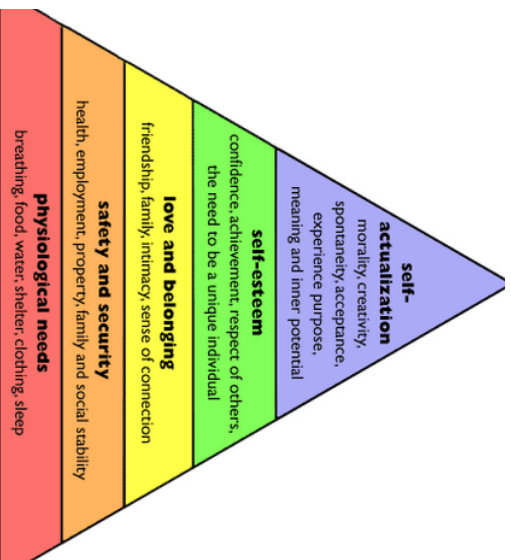 self-
actualization
morality, creativity,
spontaneity, acceptance,
experience purpose,
meaning and inner potential
self-esteem
confidence, achievement, respect of others,
the need to be a unique individual
love and belonging
friendship, family, intimacy, sense of connection
safety and security
health, employment, property, family and social stability
physiological needs
breathing, food, water, shelter, clothing, sleep